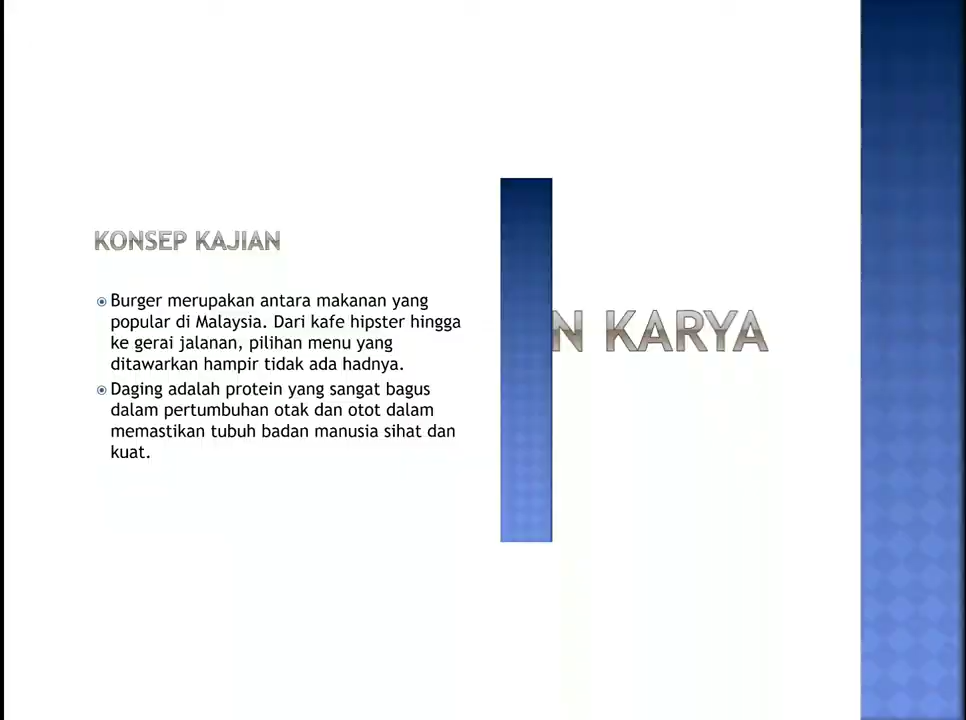 KONSEP KAJIAN
Burger merupakan antara makanan yang
popular di Malaysia. Dari kafe hipster hingga
ke gerai jalanan, pilihan menu yang
ditawarkan hampir tidak ada hadnya.
Daging adalah protein yang sangat bagus
dalam pertumbuhan otak dan otot dalam
memastikan tubuh badan manusia sihat dan
kuat.
N KARYA